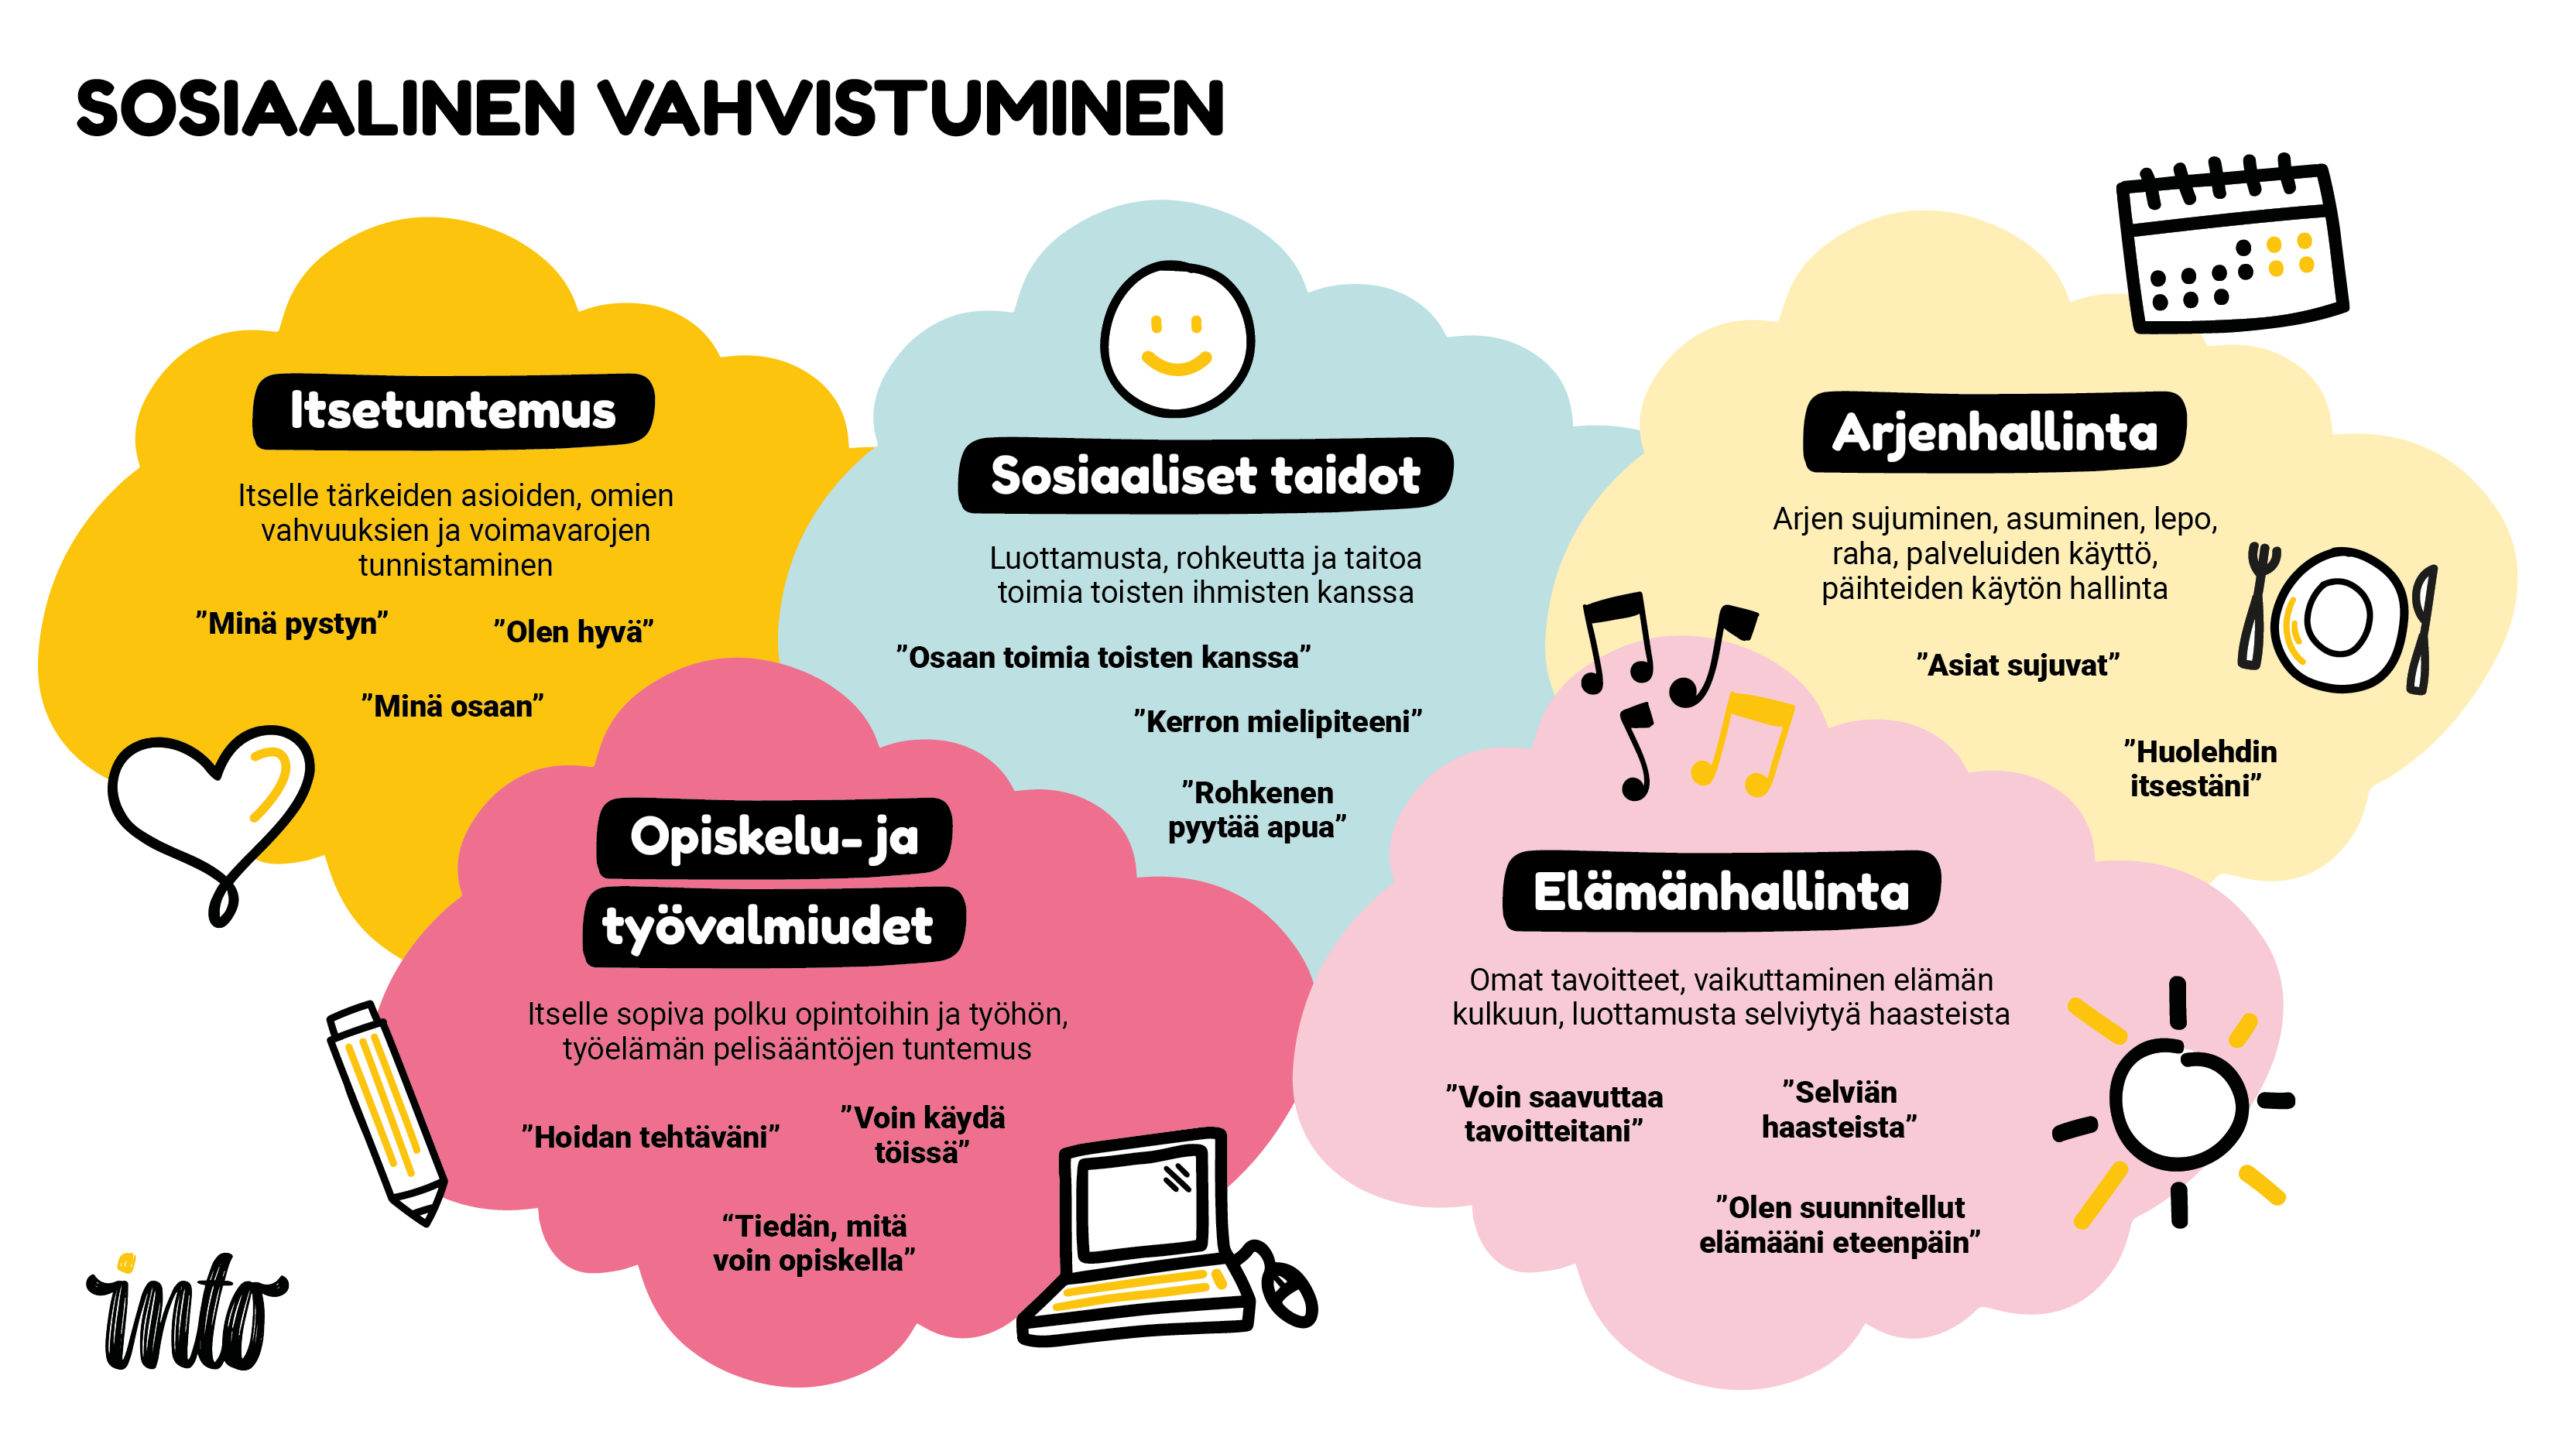 SOSIAALINEN VAHVISTUMINEN
Itsetuntemus
Itselle tärkeiden asioiden, omien
vahvuuksien ja voimavarojen
tunnistaminen
”Minä pystyn”
”Olen hyvä”
”Minä osaan”
Sosiaaliset taidot
Luottamusta, rohkeutta ja taitoa
toimia toisten ihmisten kanssa
”Osaan toimia toisten kanssa”
”Kerron mielipiteeni”
”Rohkenen
pyytää apua”
Arjenhallinta
Arjen sujuminen, asuminen, lepo,
raha, palveluiden käyttö,
päihteiden käytön hallinta
”Asiat sujuvat”
”Huolehdin
itsestäni”
Opiskelu- ja
työvalmiudet
Itselle sopiva polku opintoihin ja työhön,
työelämän pelisääntöjen tuntemus
”Hoidan tehtäväni”
”Voin käydä
töissä”
“Tiedän, mitä
voin opiskella”
Elämänhallinta
Omat tavoitteet, vaikuttaminen elämän
kulkuun, luottamusta selviytyä haasteista
”Voin saavuttaa
tavoitteitani”
”Selviän
haasteista”
”Olen suunnitellut
elämääni eteenpäin”
into